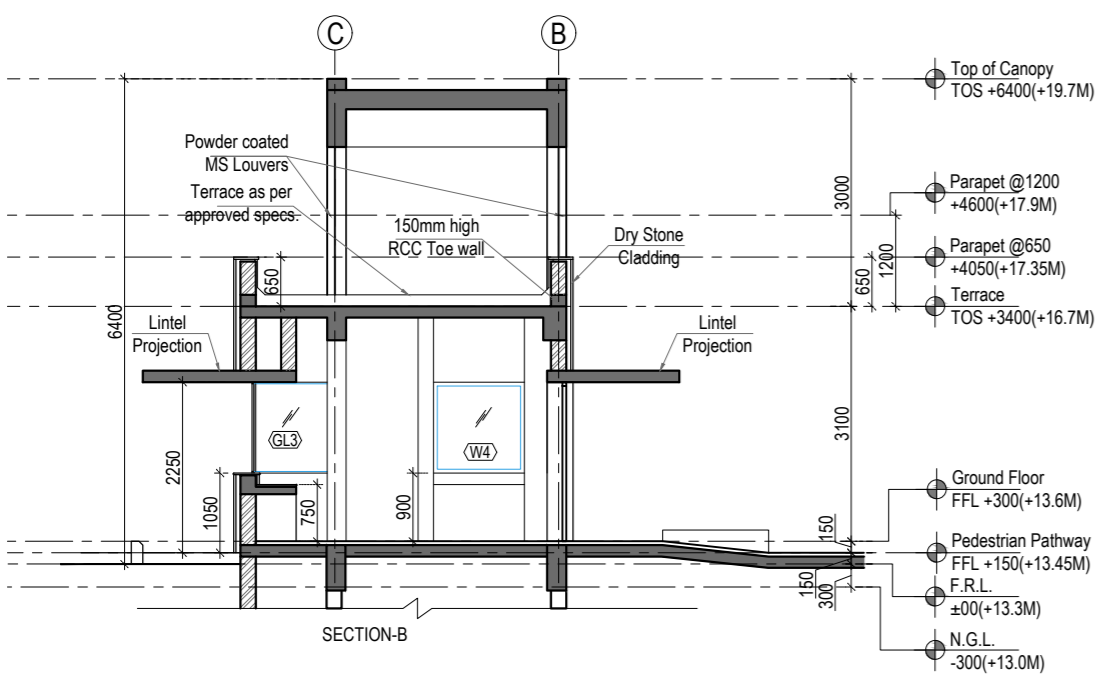 C
B
Top of Canopy
TOS +6400(+19.7M)
Powder coated
MS Louvers
Terrace as per
approved specs.
150mm high
RCC Toe wall
Dry Stone
Cladding
3000
Parapet @1200
+4600(+17.9M)
Parapet @650
+4050(+17.35M)
650
650
1200
Terrace
TOS +3400(+16.7M)
6400
Lintel
Projection
Lintel
Projection
3100
GL3
W4
2250
1050
750
900
Ground Floor
FFL +300(+13.6M)
150
Pedestrian Pathway
FFL +150(+13.45M)
150
300
F.R.L.
±00(+13.3M)
SECTION-B
N.G.L.
-300(+13.0M)